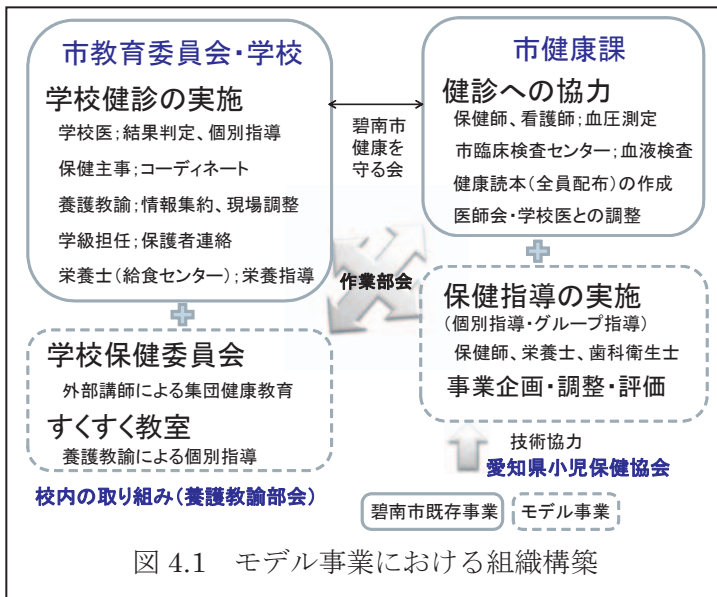 市教育委員会・学校
学校健診の実施
学校医;結果判定、個別指導
保健主事;コーディネート
養護教諭;情報集約、現場調整
学級担任;保護者連絡
栄養士(給食センター);栄養指導
学校保健委員会
外部講師による集団健康教育
すくすく教室
養護教諭による個別指導
校内の取り組み(養護教諭部会)
碧南市
健康を
守る会
作業部会
市健康課
健診への協力
保健師、看護師;血圧測定
市臨床検査センター;血液検査
健康読本(全員配布)の作成
医師会・学校医との調整
保健指導の実施
(個別指導・グループ指導)
保健師、栄養士、歯科衛生士
事業企画・調整・評価
技術協力
愛知県小児保健協会
碧南市既存事業
モデル事業
図 4.1 モデル事業における組織構築